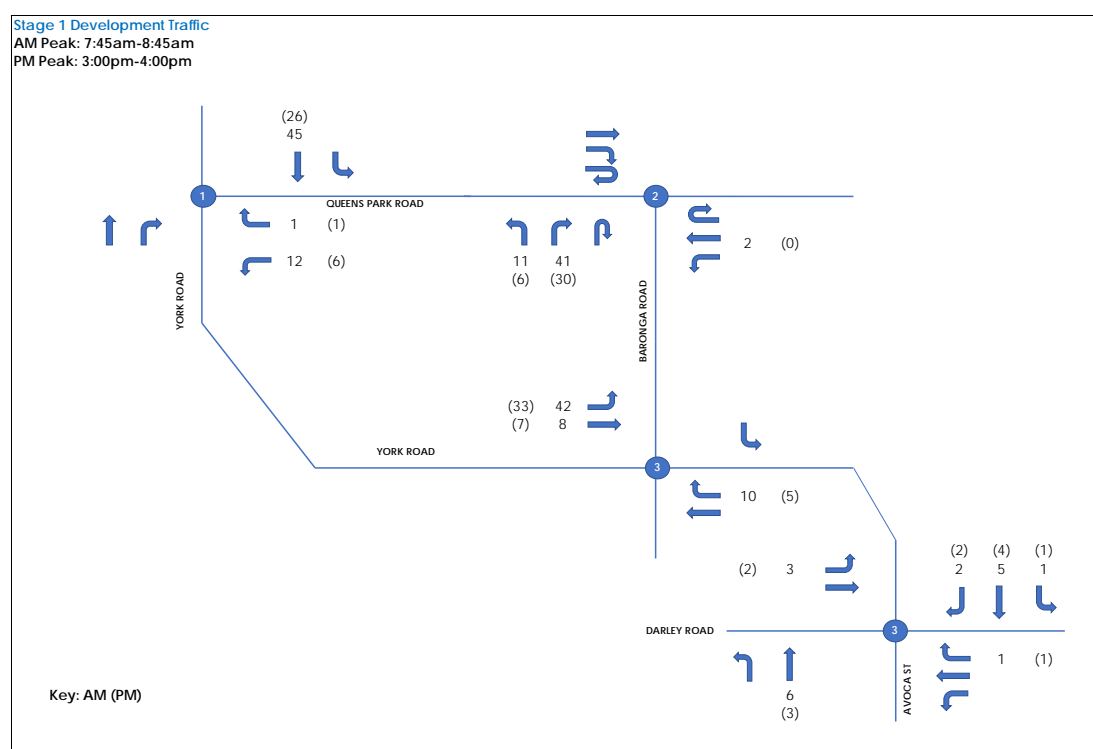 Stage 1 Development Traffic
AM Peak: 7:45am-8:45am
PM Peak: 3:00pm-4:00pm
(26)
45
1
QUEENS PARK ROAD
2
1 (1)
12 (6)
2 (0)
11 41
(6) (30)
YORK ROAD
BARONGA ROAD
(33) 42
(7) 8
YORK ROAD
3
10 (5)
(2) 3
(2) (4) (1)
2 5 1
DARLEY ROAD
3
1 (1)
6
(3)
AVOCA ST
Key: AM (PM)